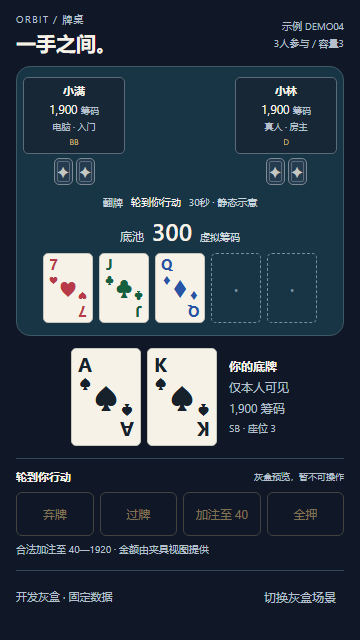 ORBIT / 牌桌
一手之间。
示例 DEMO04
3人参与 / 容量3
小满
1,900 筹码
电脑 · 入门
BB
小林
1,900 筹码
真人 · 房主
D
翻牌 轮到你行动 30秒 · 静态示意
底池 300 虚拟筹码
7
7
J
J
Q
Q
A
A
K
K
你的底牌
仅本人可见
1,900 筹码
SB · 座位 3
轮到你行动
灰盒预览，暂不可操作
弃牌
过牌
加注至 40
全押
合法加注至 40—1920 · 金额由夹具视图提供
开发灰盒 · 固定数据
切换灰盒场景